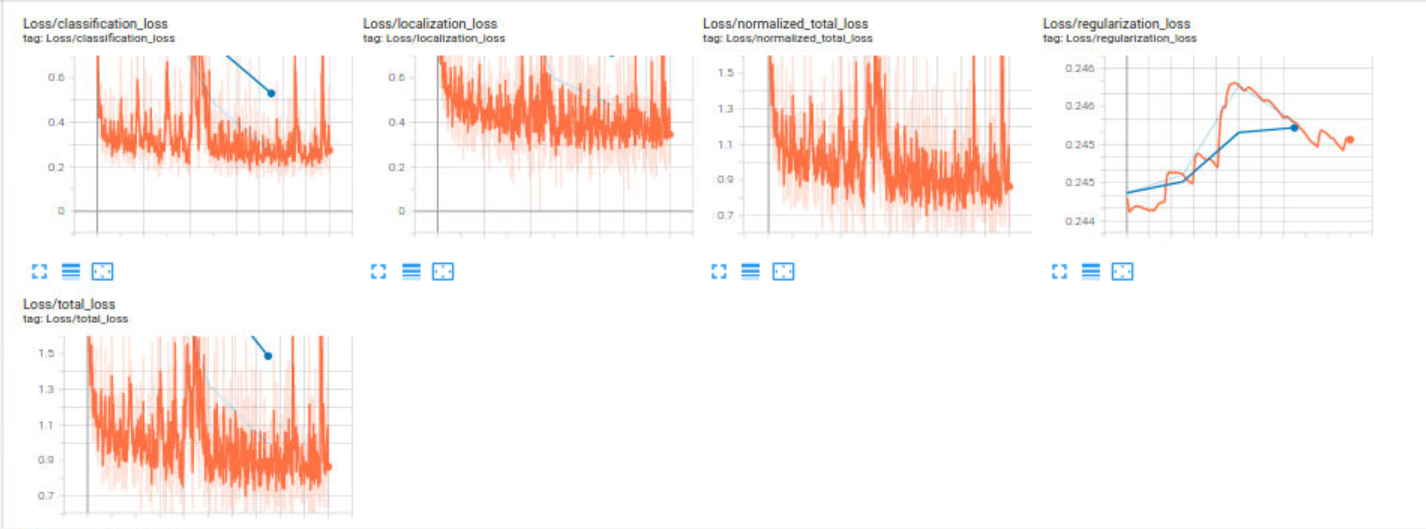 Loss/classification_loss
tag: Loss/classification_loss
0.6
0.4
0.2
0
Loss/localization_loss
tag: Loss/localization_loss
0.6
0.4
0.2
0
Loss/normalized_total_loss
tag: Loss/normalized_total_loss
1.5
1.3
1.1
0.9
0.7
Loss/regularization_loss
tag: Loss/regularization_loss
0.246
0.246
0.245
0.245
0.244
Loss/total_loss
tag: Loss/total_loss
1.5
1.3
1.1
0.9
0.7